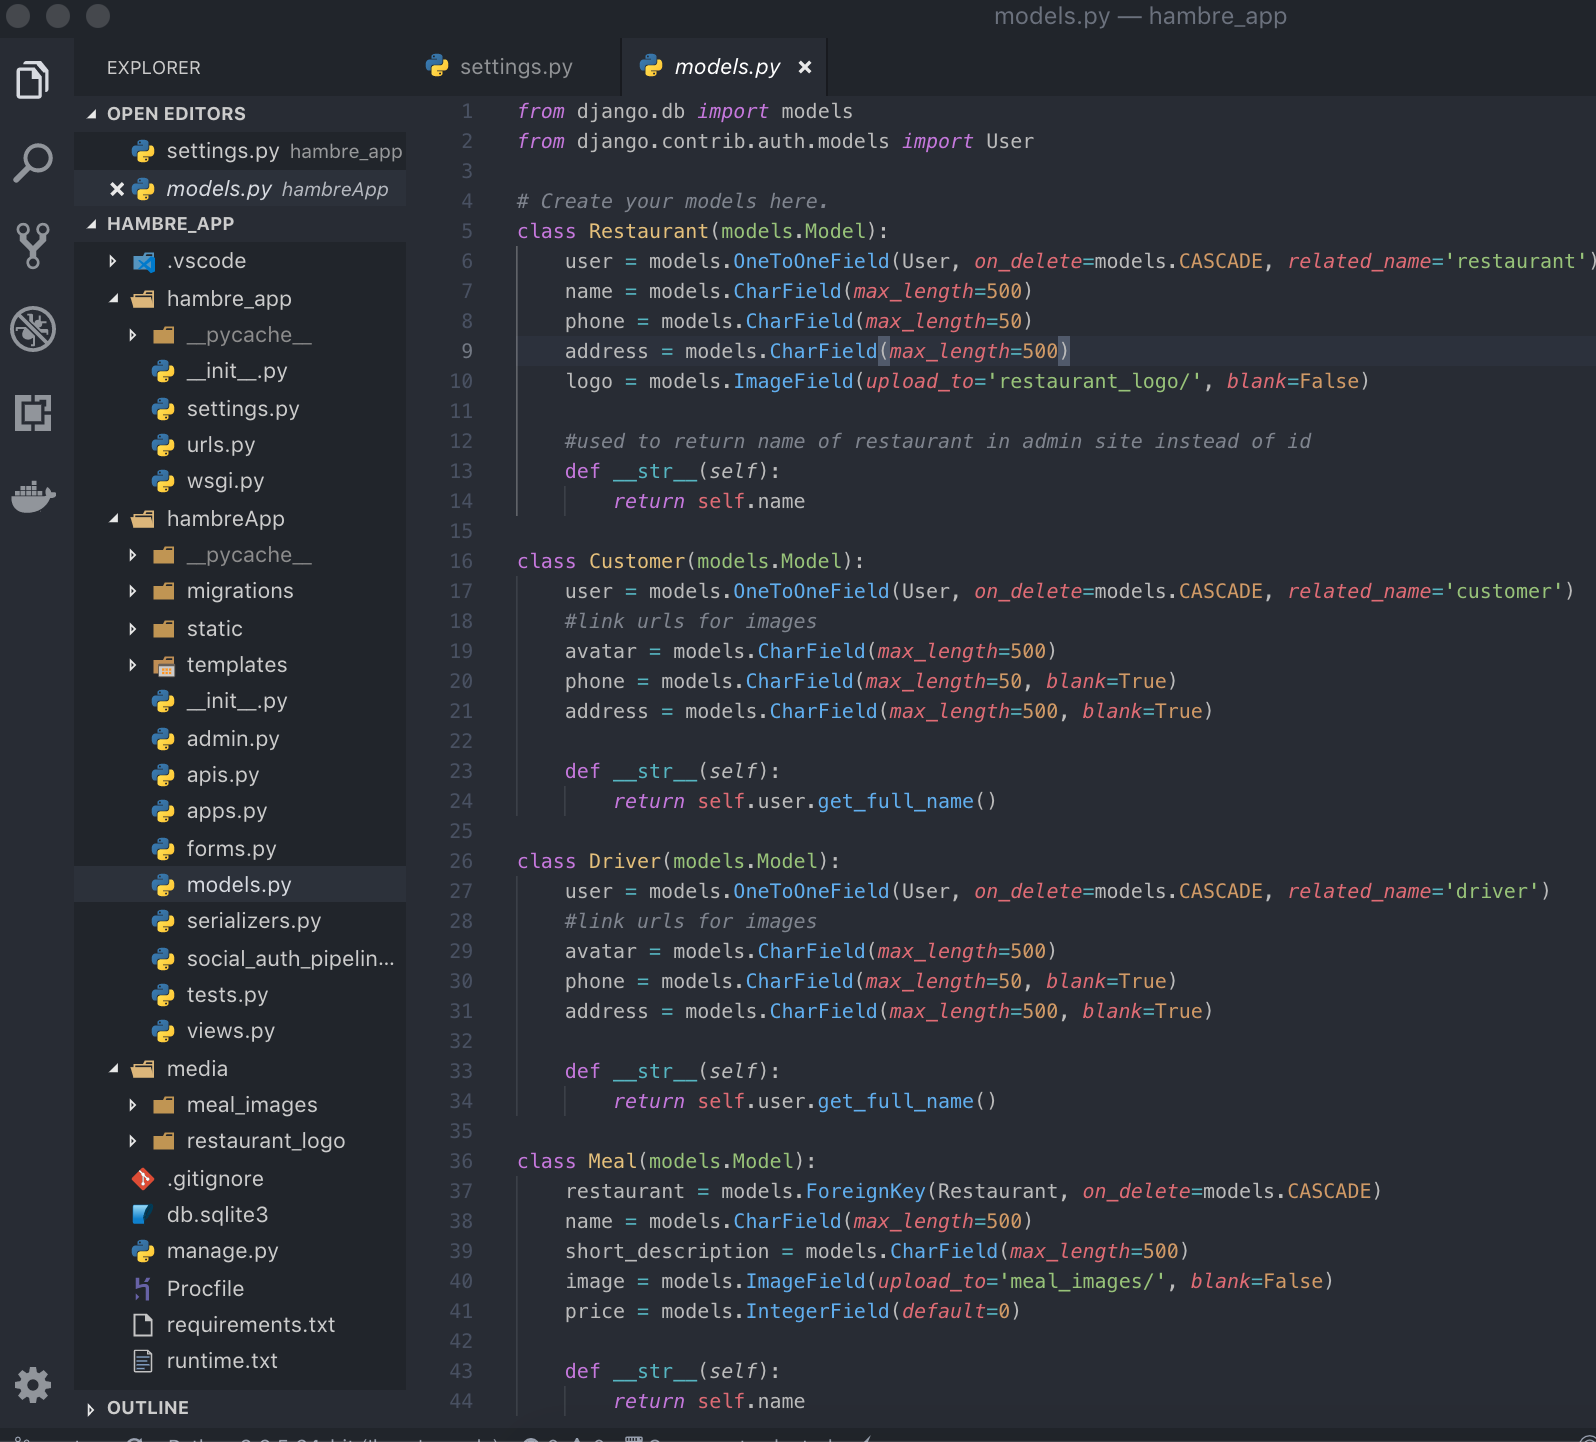 models.py — hambre_app
EXPLORER
OPEN EDITORS
settings.py hambre_app
models.py hambreApp
HAMBRE_APP
.vscode
hambre_app
__pycache__
__init__.py
settings.py
urls.py
wsgi.py
hambreApp
__pycache__
migrations
static
templates
__init__.py
admin.py
apis.py
apps.py
forms.py
models.py
serializers.py
social_auth_pipelin...
tests.py
views.py
media
meal_images
restaurant_logo
.gitignore
db.sqlite3
manage.py
Procfile
requirements.txt
runtime.txt
OUTLINE
settings.py models.py
1 from django.db import models
2 from django.contrib.auth.models import User
3
4 # Create your models here.
5 class Restaurant(models.Model):
6     user = models.OneToOneField(User, on_delete=models.CASCADE, related_name='restaurant')
7     name = models.CharField(max_length=500)
8     phone = models.CharField(max_length=50)
9     address = models.CharField(max_length=500)
10     logo = models.ImageField(upload_to='restaurant_logo/', blank=False)
11
12     #used to return name of restaurant in admin site instead of id
13     def __str__(self):
14         return self.name
15
16 class Customer(models.Model):
17     user = models.OneToOneField(User, on_delete=models.CASCADE, related_name='customer')
18     #link urls for images
19     avatar = models.CharField(max_length=500)
20     phone = models.CharField(max_length=50, blank=True)
21     address = models.CharField(max_length=500, blank=True)
22
23     def __str__(self):
24         return self.user.get_full_name()
25
26 class Driver(models.Model):
27     user = models.OneToOneField(User, on_delete=models.CASCADE, related_name='driver')
28     #link urls for images
29     avatar = models.CharField(max_length=500)
30     phone = models.CharField(max_length=50, blank=True)
31     address = models.CharField(max_length=500, blank=True)
32
33     def __str__(self):
34         return self.user.get_full_name()
35
36 class Meal(models.Model):
37     restaurant = models.ForeignKey(Restaurant, on_delete=models.CASCADE)
38     name = models.CharField(max_length=500)
39     short_description = models.CharField(max_length=500)
40     image = models.ImageField(upload_to='meal_images/', blank=False)
41     price = models.IntegerField(default=0)
42
43     def __str__(self):
44         return self.name